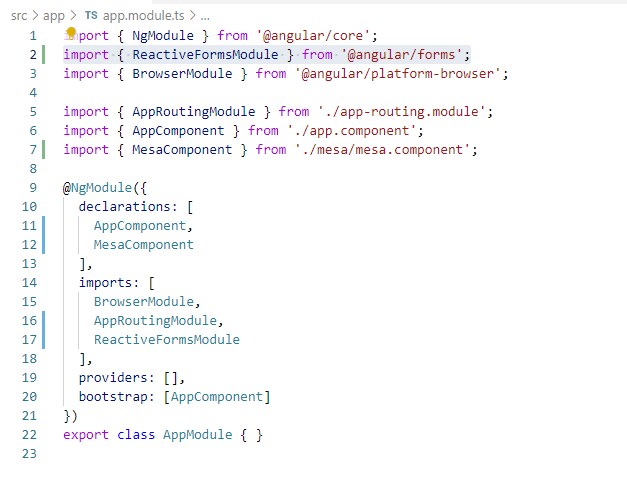 src > app > TS app.module.ts > ...
1 import { NgModule } from '@angular/core';
2 import { ReactiveFormsModule } from '@angular/forms';
3 import { BrowserModule } from '@angular/platform-browser';
4
5 import { AppRoutingModule } from './app-routing.module';
6 import { AppComponent } from './app.component';
7 import { MesaComponent } from './mesa/mesa.component';
8
9 @NgModule({
10 declarations: [
11 AppComponent,
12 MesaComponent
13 ],
14 imports: [
15 BrowserModule,
16 AppRoutingModule,
17 ReactiveFormsModule
18 ],
19 providers: [],
20 bootstrap: [AppComponent]
21 })
22 export class AppModule { }
23